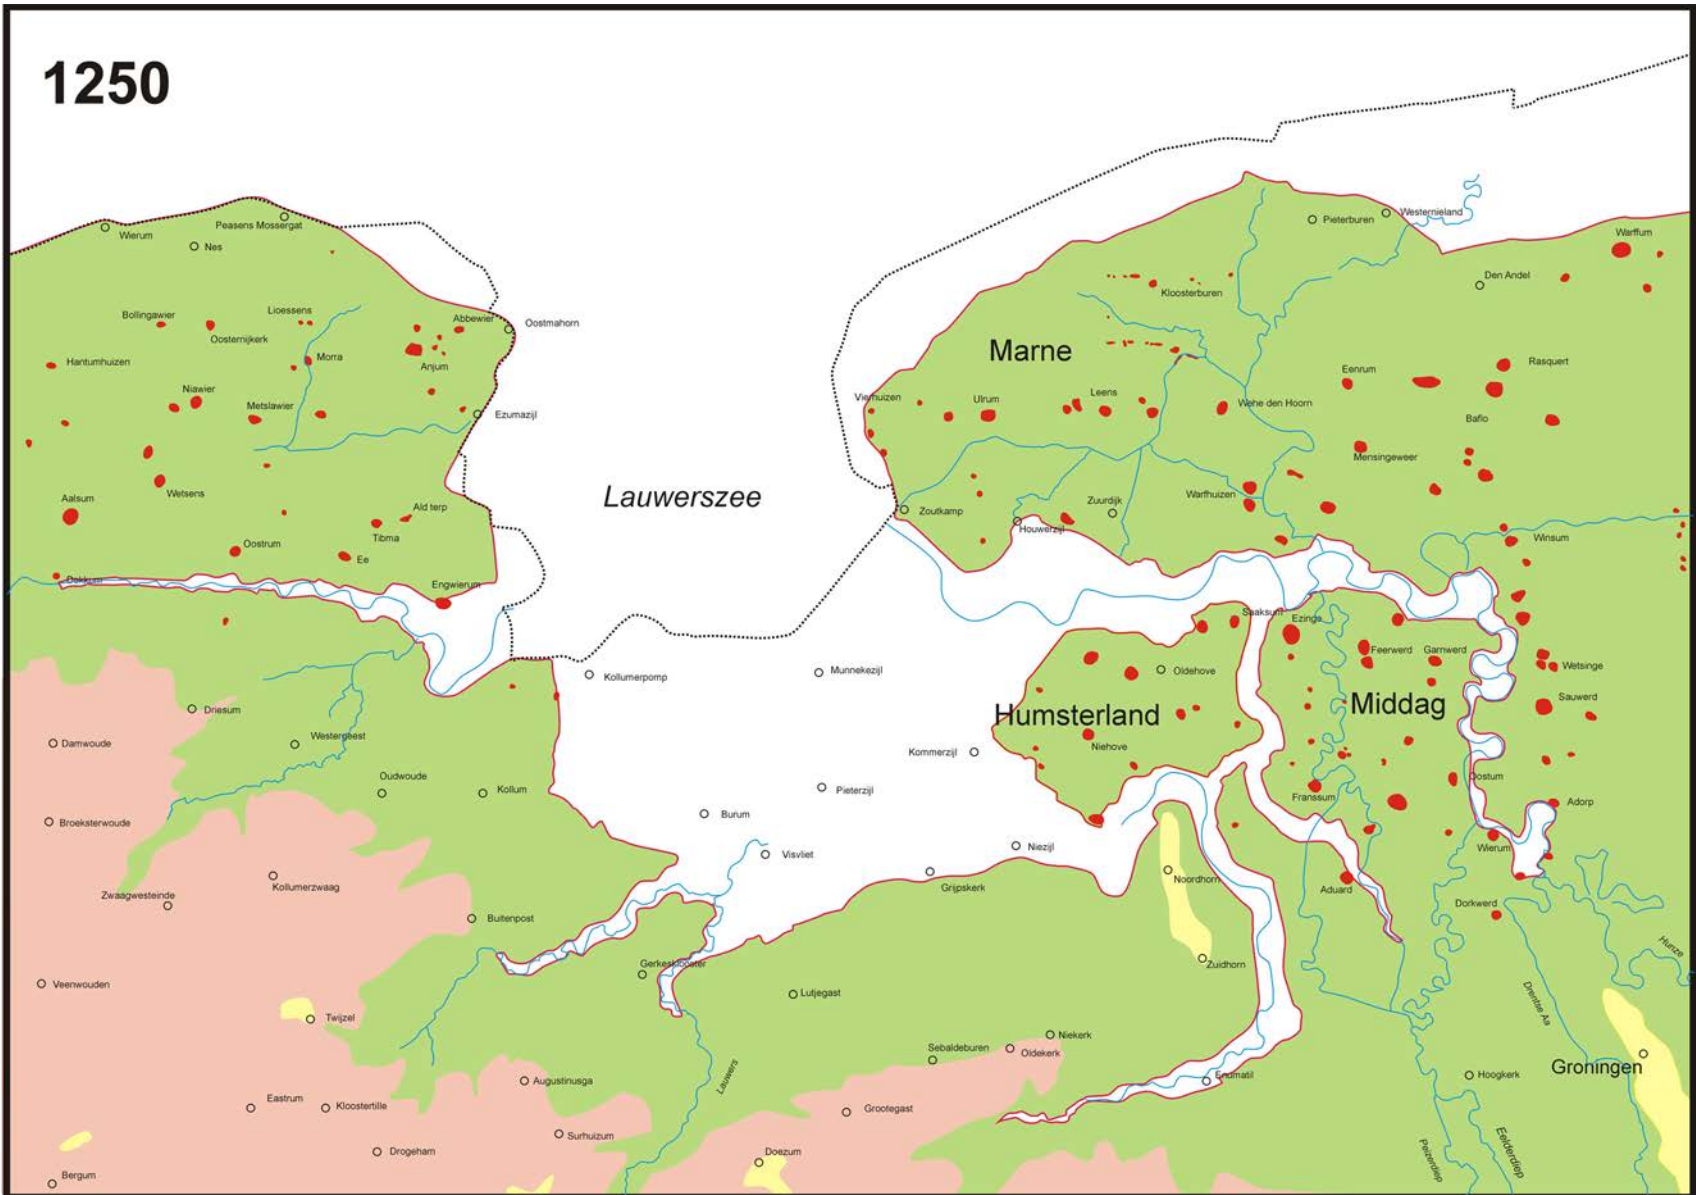 1250
Wierum
Peasens Mossergat
Nes
Pieterburen
Westernieland
Warffum
Den Andel
Kloosterburen
Bollingawier
Lioessens
Oosternijkerk
Abbewier
Oostmahorn
Hantumhuizen
Morra
Anjum
Marne
Rasquert
Eenrum
Niawier
Metslawier
Ezumazijl
Vierhuizen
Ulrum
Leens
Wehe den Hoorn
Baflo
Mensingeweer
Aalsum
Wetsens
Ald terp
Lauwerszee
Zoutkamp
Zuurdijk
Warfhuizen
Houwerzijl
Winsum
Oostrum
Tibma
Ee
Dokkum
Engwierum
Saaksum
Ezinge
Feerwerd
Garnwerd
Wetsinge
Kollumerpomp
Munnekezijl
Oldehove
Sauwerd
Driesum
Humsterland
Middag
Damwoude
Westergeest
Kommerzijl
Niehove
Oudwoude
Kollum
Pieterzijl
Franssum
Oostum
Adorp
Broeksterwoude
Burum
Visvliet
Niezijl
Wierum
Kollumerzwaag
Grijpskerk
Noordhorn
Aduard
Zwaagwesteinde
Buitenpost
Dorkwerd
Hunze
Gerkesklooster
Zuidhorn
Veenwouden
Lutjegast
Drentse Aa
Twijzel
Niekerk
Sebaldeburen
Oldekerk
Groningen
Augustinusga
Lauwers
Endmatil
Hoogkerk
Eastrum
Kloostertille
Grootegast
Surhuizum
Drogeham
Doezum
Peizerdiep
Eelderdiep
Bergum